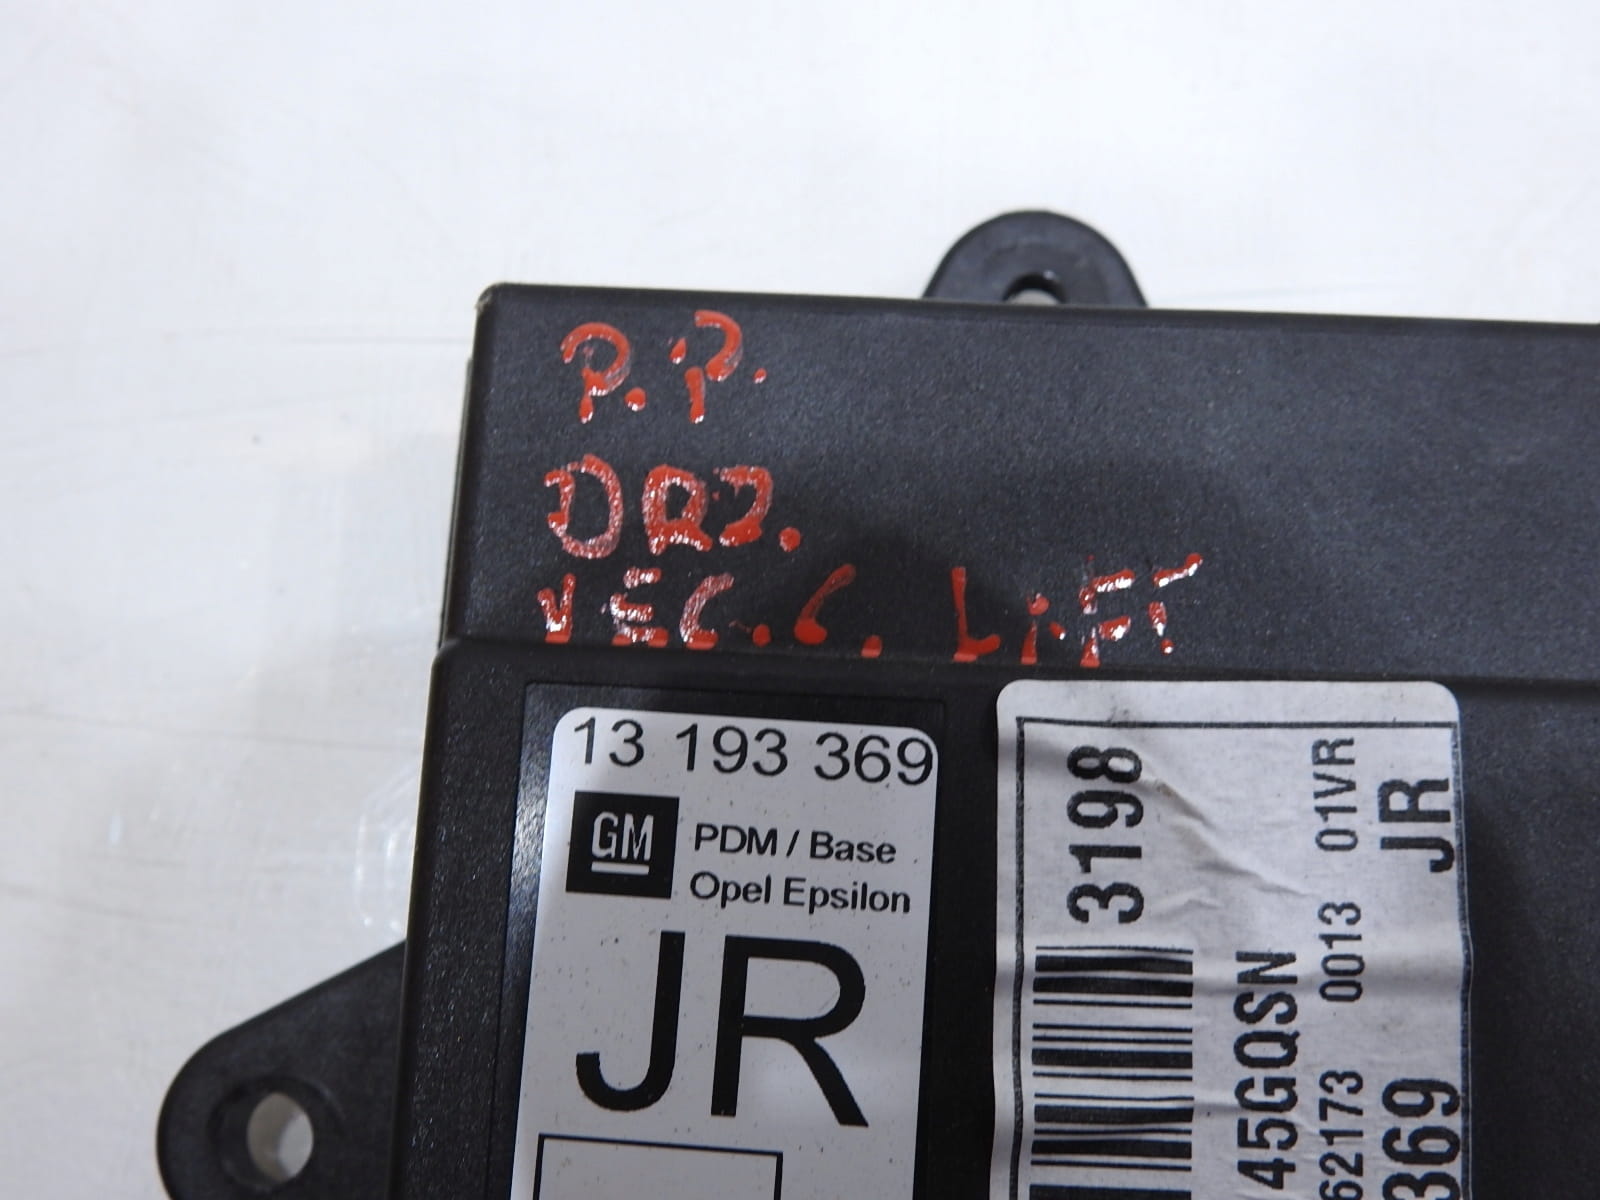 P.P.
DRZ.
VEC.C. LIFT
13 193 369
GM
PDM / Base
Opel Epsilon
JR
3198
45GQSN
62173 0013 01VR
369 JR